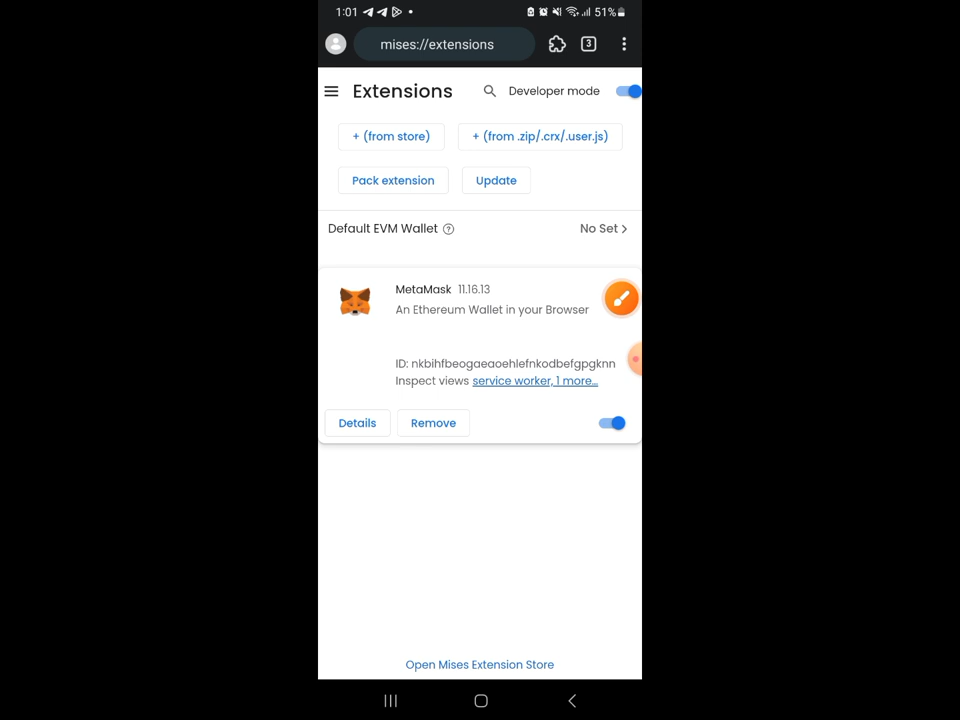 1:01
51%
mises://extensions
3
Extensions
Developer mode
+ (from store)
+ (from .zip/.crx/.user.js)
Pack extension
Update
Default EVM Wallet ?
No Set >
MetaMask 11.16.13
An Ethereum Wallet in your Browser
ID: nkbihfbeogaeaoehlefnkodbefgpgknn
Inspect views service worker, 1 more...
Details
Remove
Open Mises Extension Store